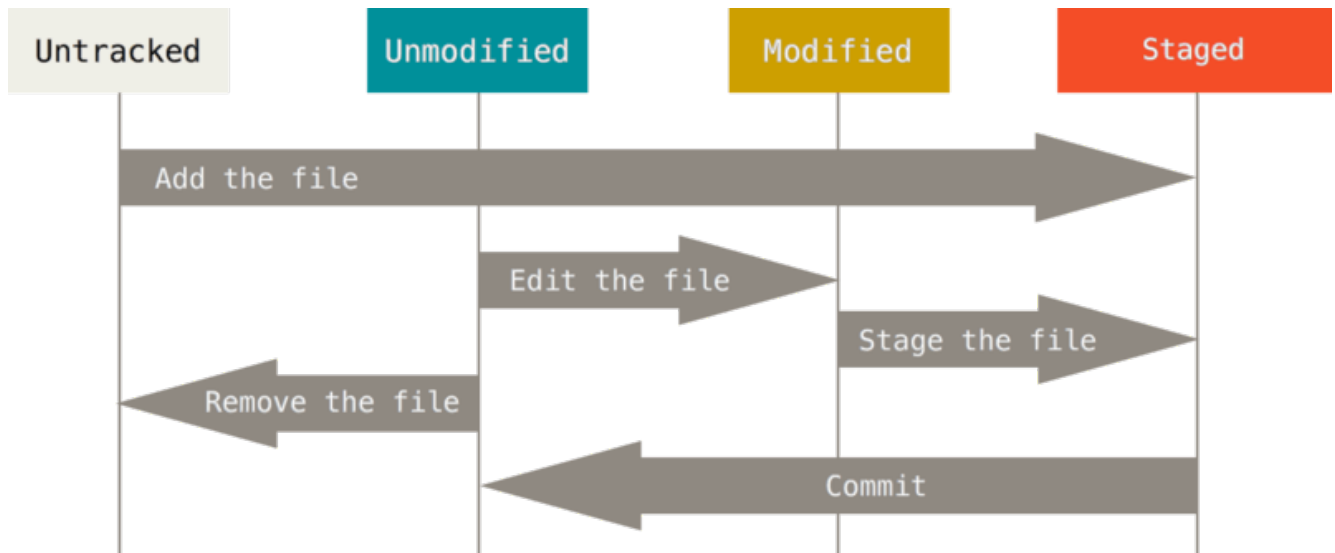 Untracked
Unmodified
Modified
Staged
Add the file
Edit the file
Stage the file
Remove the file
Commit